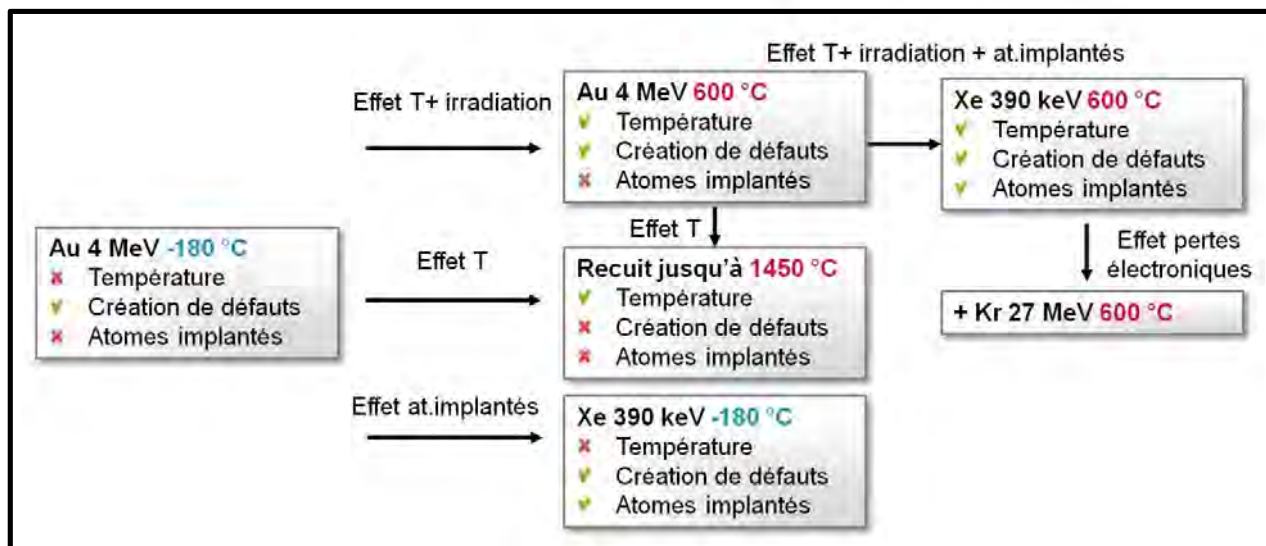 Effet T+ irradiation + at.implantés
Effet T+ irradiation
Au 4 MeV 600 °C
Température
Création de défauts
Atomes implantés
Xe 390 keV 600 °C
Température
Création de défauts
Atomes implantés
Effet T
Au 4 MeV -180 °C
Température
Création de défauts
Atomes implantés
Effet T
Recuit jusqu'à 1450 °C
Température
Création de défauts
Atomes implantés
Effet pertes
électroniques
+ Kr 27 MeV 600 °C
Effet at.implantés
Xe 390 keV -180 °C
Température
Création de défauts
Atomes implantés